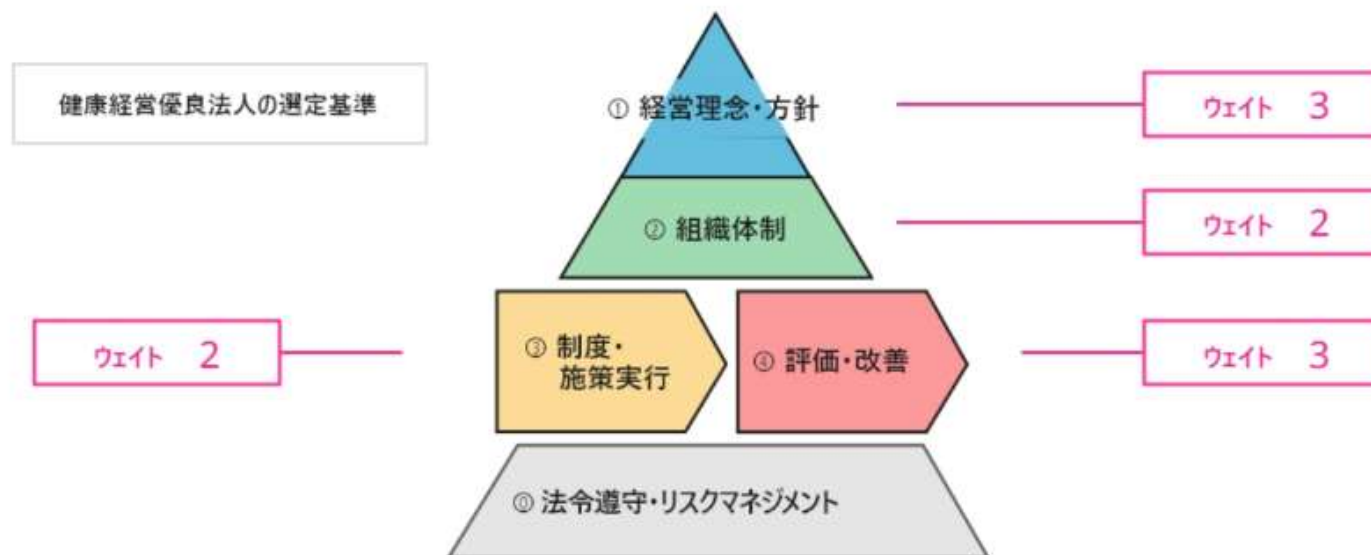 健康経営優良法人の選定基準
① 経営理念・方針
ウェイト 3
② 組織体制
ウェイト 2
ウェイト 2
③ 制度・
施策実行
④ 評価・改善
ウェイト 3
⓪ 法令遵守・リスクマネジメント